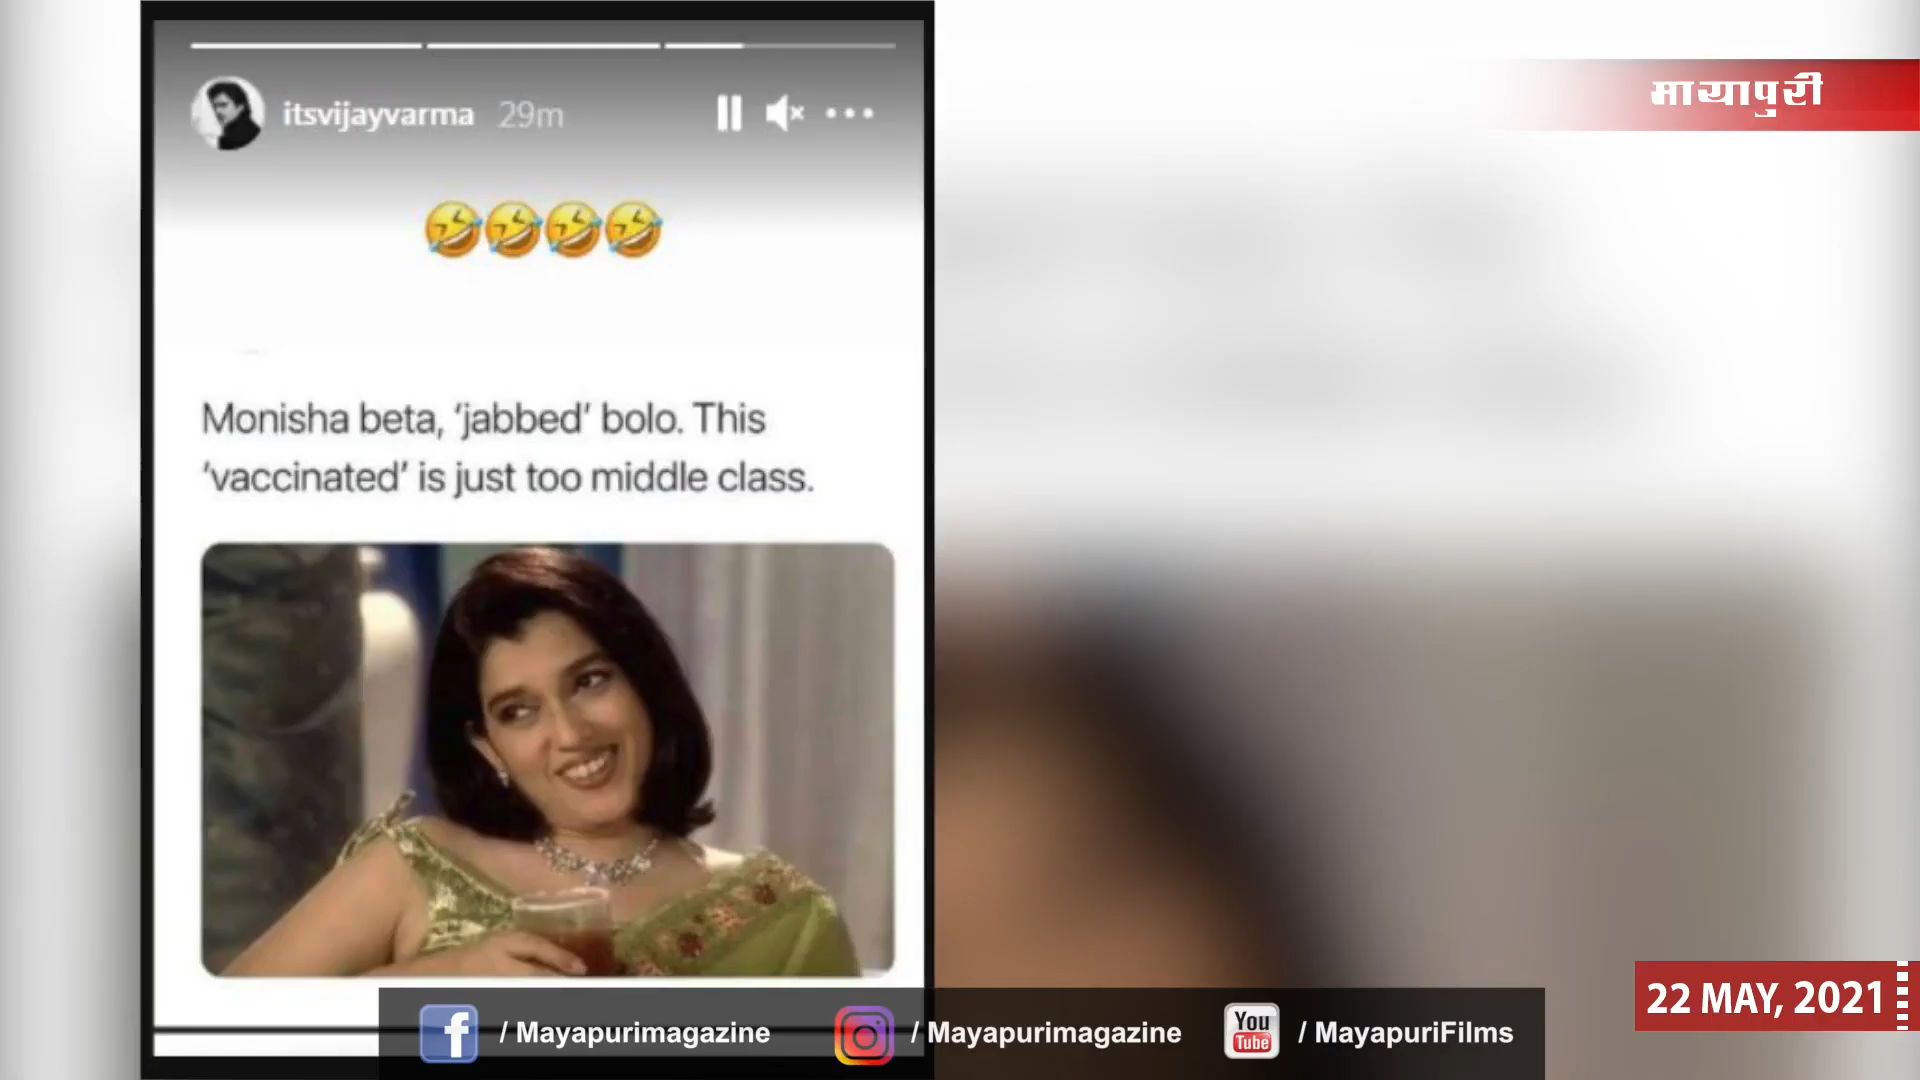 itsvijayvarma 29m
मायापुरी
🤣🤣🤣🤣
Monisha beta, ‘jabbed’ bolo. This
‘vaccinated’ is just too middle class.
22 MAY, 2021
/ Mayapurimagazine
/ Mayapurimagazine
You
Tube
/ MayapuriFilms